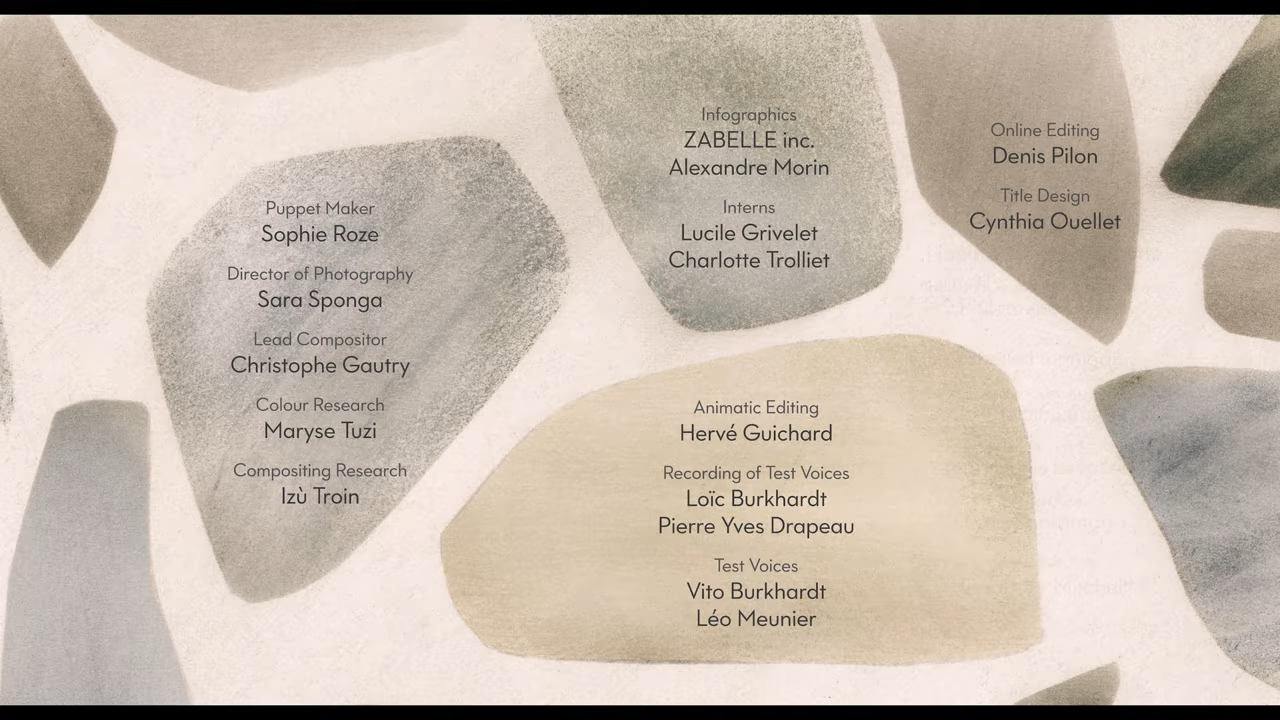 Puppet Maker
Sophie Roze
Director of Photography
Sara Sponga
Lead Compositor
Christophe Gautry
Colour Research
Maryse Tuzi
Compositing Research
Izù Troin
Infographics
ZABELLE inc.
Alexandre Morin
Interns
Lucile Grivelet
Charlotte Trolliet
Online Editing
Denis Pilon
Title Design
Cynthia Ouellet
Animatic Editing
Hervé Guichard
Recording of Test Voices
Loïc Burkhardt
Pierre Yves Drapeau
Test Voices
Vito Burkhardt
Léo Meunier